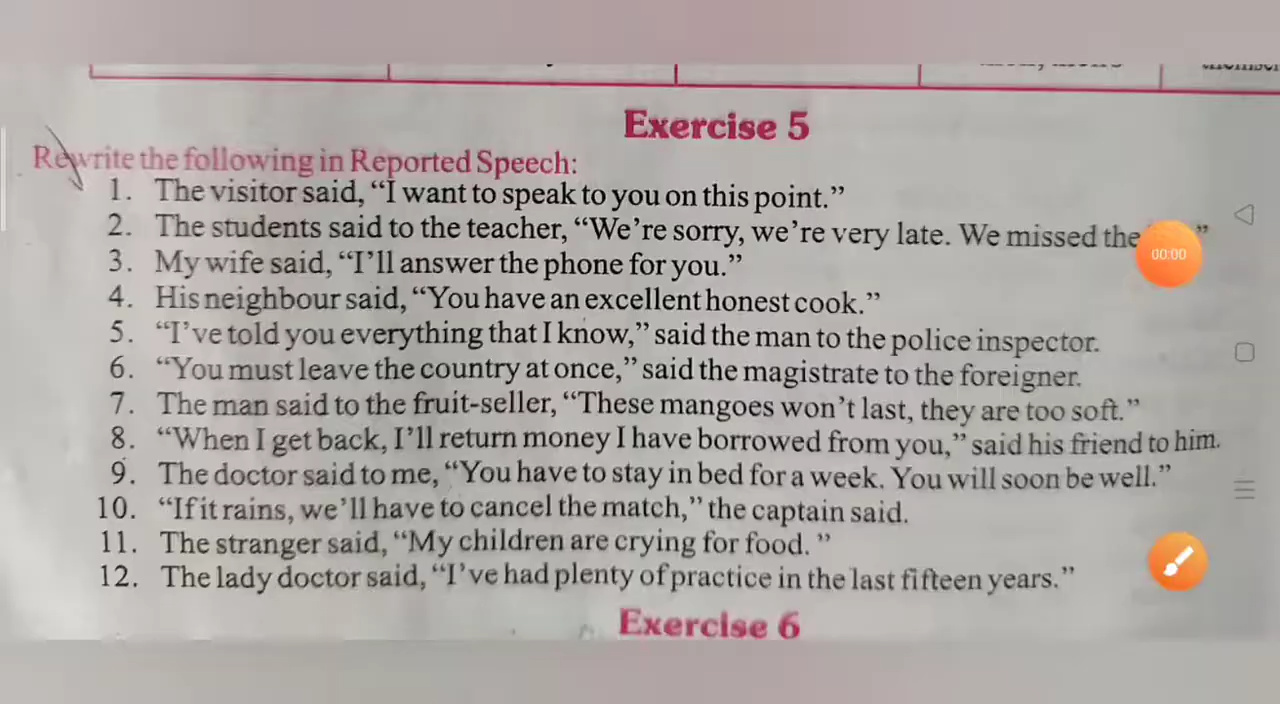 Exercise 5
Rewrite the following in Reported Speech:
1. The visitor said, “I want to speak to you on this point.”
2. The students said to the teacher, “We’re sorry, we’re very late. We missed the ”
00:00
3. My wife said, “I’ll answer the phone for you.”
4. His neighbour said, “You have an excellent honest cook.”
5. “I’ve told you everything that I know,” said the man to the police inspector.
6. “You must leave the country at once,” said the magistrate to the foreigner.
7. The man said to the fruit-seller, “These mangoes won’t last, they are too soft.”
8. “When I get back, I’ll return money I have borrowed from you,” said his friend to him.
9. The doctor said to me, “You have to stay in bed for a week. You will soon be well.”
10. “If it rains, we’ll have to cancel the match,” the captain said.
11. The stranger said, “My children are crying for food. ”
12. The lady doctor said, “I’ve had plenty of practice in the last fifteen years.”
Exercise 6